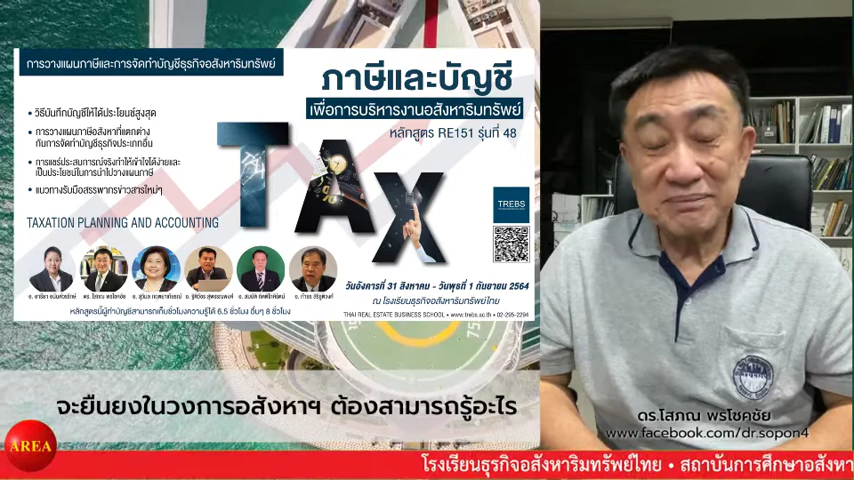 การวางแผนภาษีและการจัดทำบัญชีธุรกิจอสังหาริมทรัพย์
ภาษีและบัญชี
เพื่อการบริหารงานอสังหาริมทรัพย์
หลักสูตร RE151 รุ่นที่ 48
• วิธีบันทึกบัญชีให้ได้ประโยชน์สูงสุด
• การวางแผนภาษีอสังหาที่แตกต่าง
กับการจัดทำบัญชีธุรกิจประเภทอื่น
• การแชร์ประสบการณ์จริงทำให้เข้าใจได้ง่ายและ
เป็นประโยชน์ในการนำไปวางแผนภาษี
• แนวทางรับมือสรรพากรข่าวสารใหม่ๆ
TAX
TAXATION PLANNING AND ACCOUNTING
TREBS
ดร. โสภณ พรโชคชัย
วันอังคารที่ 31 สิงหาคม - วันพุธที่ 1 กันยายน 2564
ณ โรงเรียนธุรกิจอสังหาริมทรัพย์ไทย
หลักสูตรนี้ผู้ทำบัญชีสามารถเก็บชั่วโมงความรู้ได้ 6.5 ชั่วโมง อื่นๆ 8 ชั่วโมง
THAI REAL ESTATE BUSINESS SCHOOL • www.trebs.ac.th • 02-295-2294
จะยืนยงในวงการอสังหาฯ ต้องสามารถรู้อะไร
ดร.โสภณ พรโชคชัย
www.facebook.com/dr.sopon4
AREA
โรงเรียนธุรกิจอสังหาริมทรัพย์ไทย • สถาบันการศึกษาอสังหา